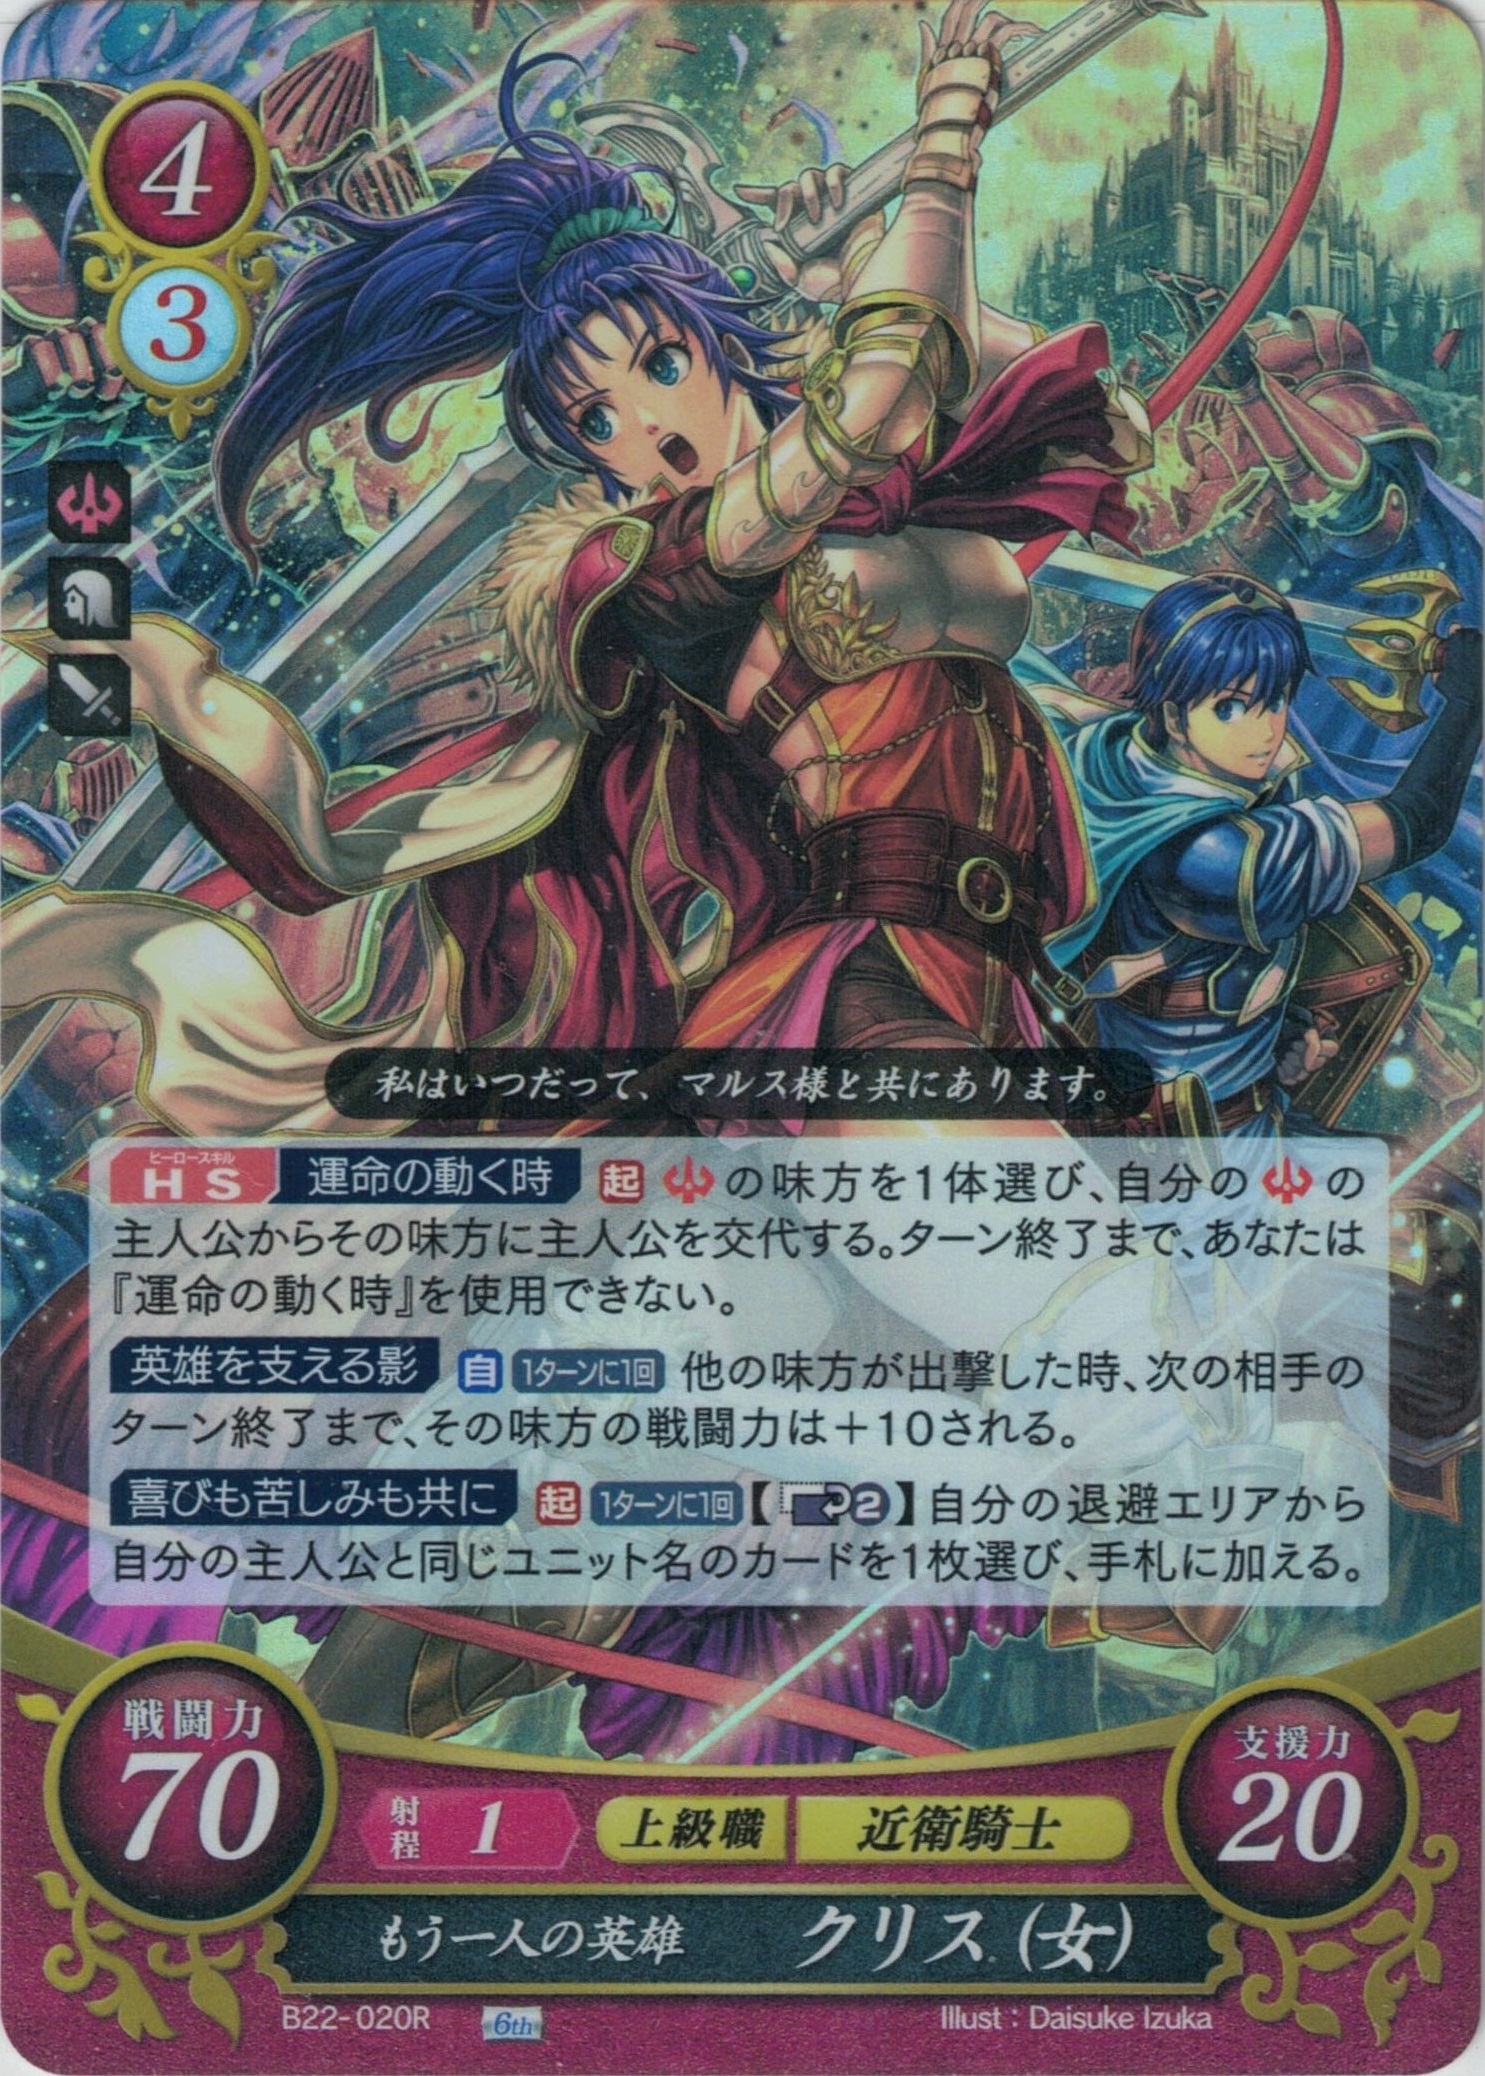 4
3
私はいつだって、マルス様と共にあります。
ヒーロースキル
HS 運命の動く時 起 の味方を1体選び、自分の の
主人公からその味方に主人公を交代する。ターン終了まで、あなたは
『運命の動く時』を使用できない。
英雄を支える影 自 1ターンに1回 他の味方が出撃した時、次の相手の
ターン終了まで、その味方の戦闘力は＋10される。
喜びも苦しみも共に 起 1ターンに1回【 2】自分の退避エリアから
自分の主人公と同じユニット名のカードを1枚選び、手札に加える。
戦闘力
70
射程 1
上級職 近衛騎士
支援力
20
もう一人の英雄 クリス（女）
B22-020R 6th Illust：Daisuke Izuka